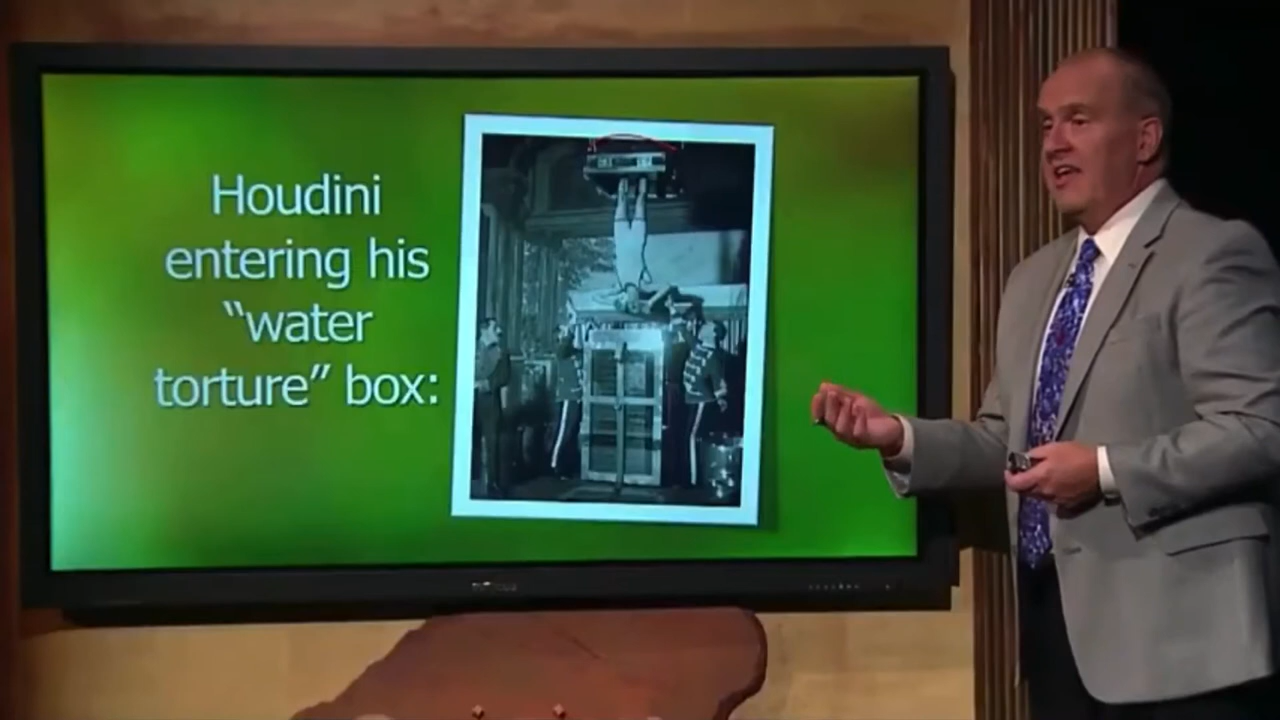 Houdini
entering his
“water
torture” box: